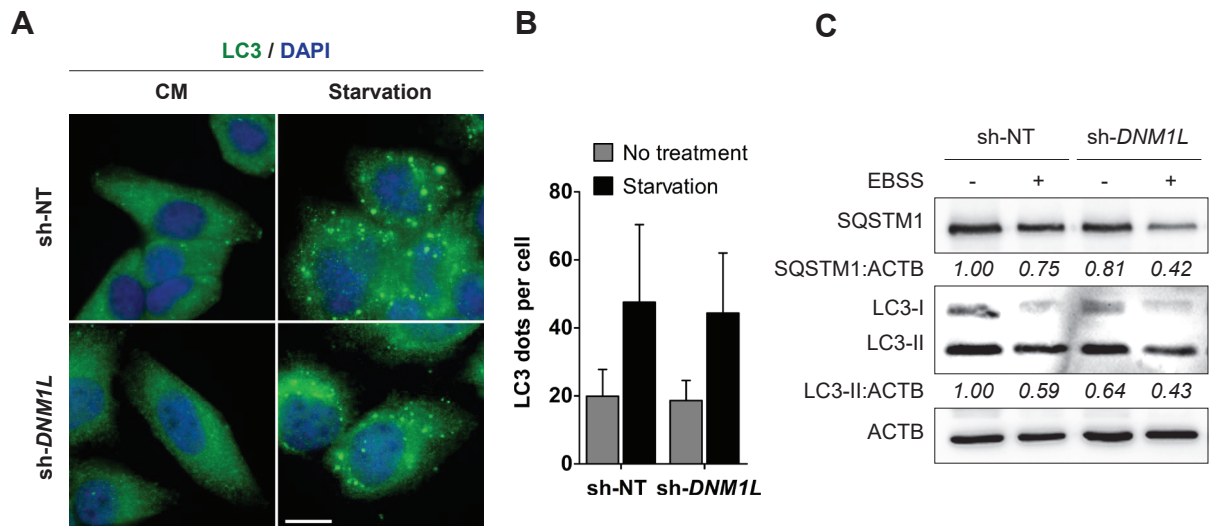 A
LC3 / DAPI
CM Starvation
sh-NT
sh-DNM1L
B
No treatment
Starvation
LC3 dots per cell
80
60
40
20
0
sh-NT sh-DNM1L
C
sh-NT sh-DNM1L
EBSS - + - +
SQSTM1
SQSTM1:ACTB 1.00 0.75 0.81 0.42
LC3-I
LC3-II
LC3-II:ACTB 1.00 0.59 0.64 0.43
ACTB